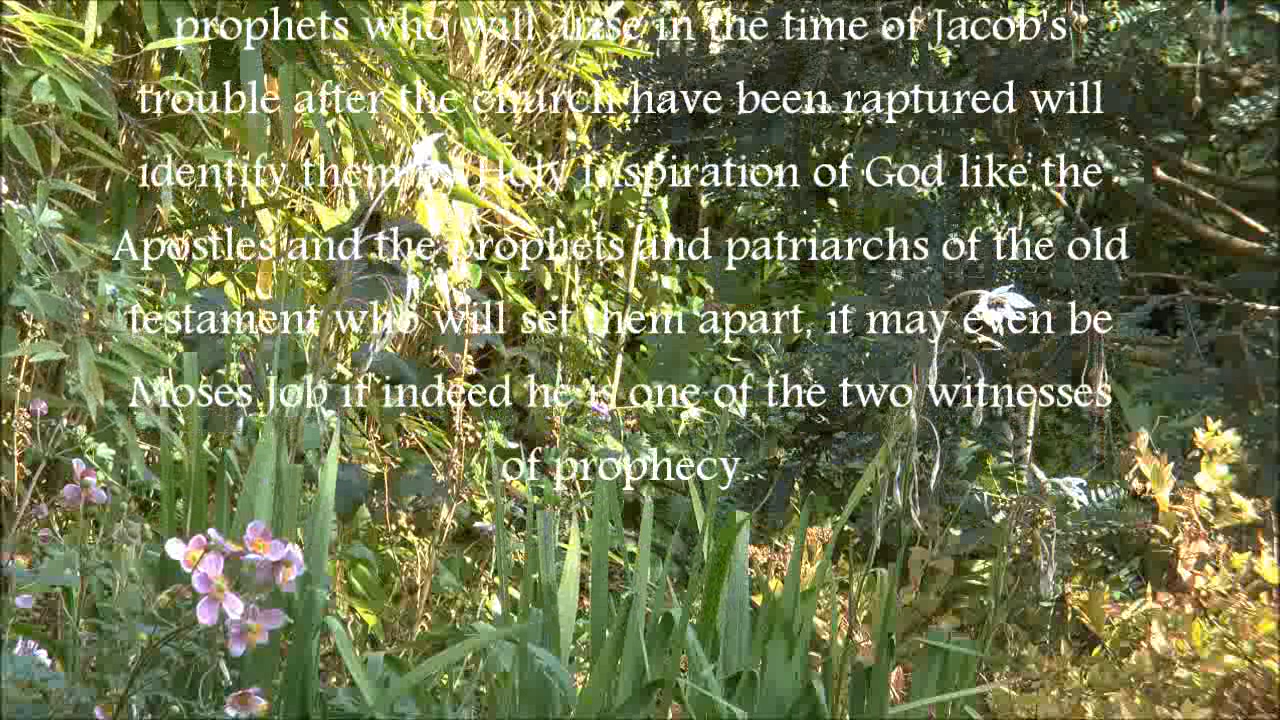 prophets who will arise in the time of Jacob's
trouble after the church have been raptured will
identify them by Holy inspiration of God like the
Apostles and the prophets and patriarchs of the old
testament who will set them apart, it may even be
Moses Job if indeed he is one of the two witnesses
of prophecy.